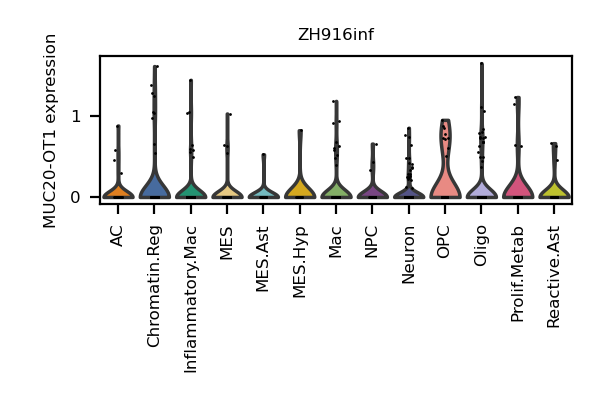 ZH916inf
MUC20-OT1 expression
1
0
AC
Chromatin.Reg
Inflammatory.Mac
MES
MES.Ast
MES.Hyp
Mac
NPC
Neuron
OPC
Oligo
Prolif.Metab
Reactive.Ast